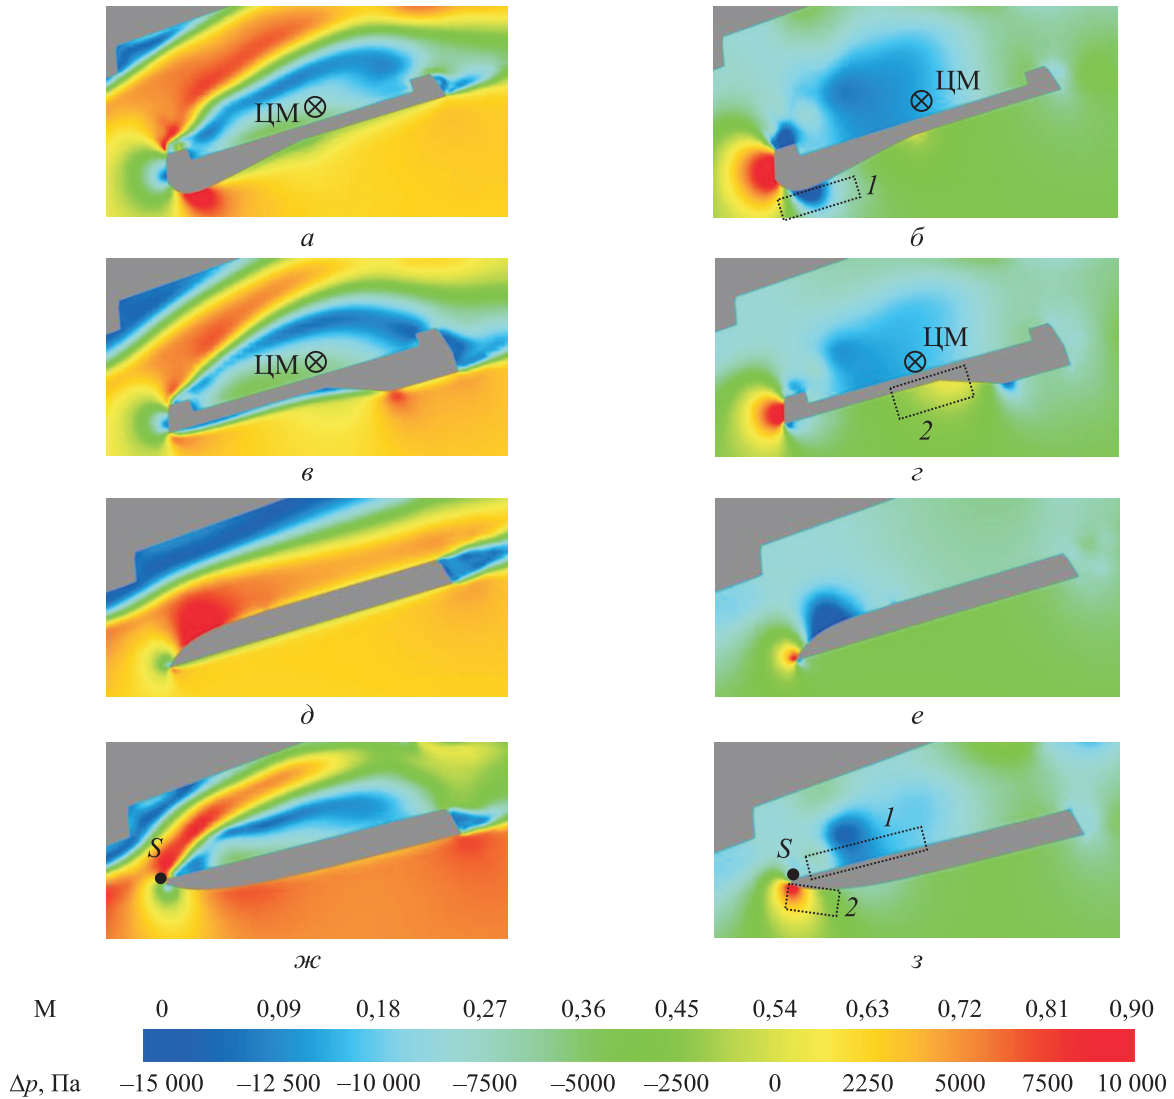 ЦМ
ЦМ
1
а
б
ЦМ
ЦМ
2
в
г
д
е
S
S
1
2
ж
з
М 0 0,09 0,18 0,27 0,36 0,45 0,54 0,63 0,72 0,81 0,90
Δp, Па –15 000 –12 500 –10 000 –7500 –5000 –2500 0 2250 5000 7500 10 000